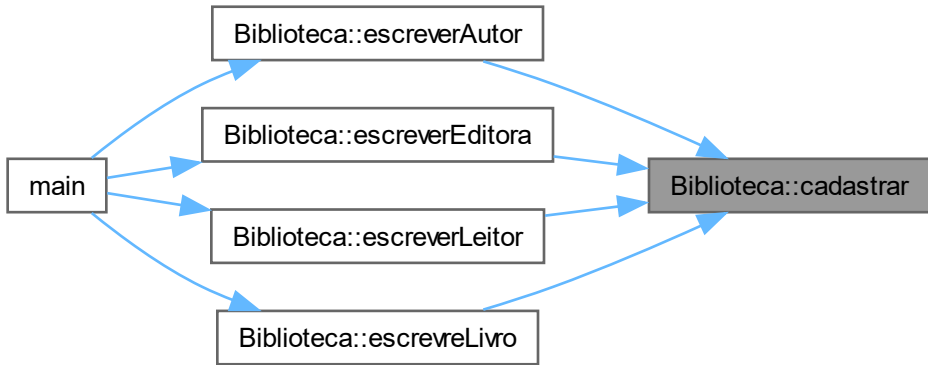 Biblioteca::escreverAutor
Biblioteca::escreverEditora
main
Biblioteca::cadastrar
Biblioteca::escreverLeitor
Biblioteca::escrevreLivro